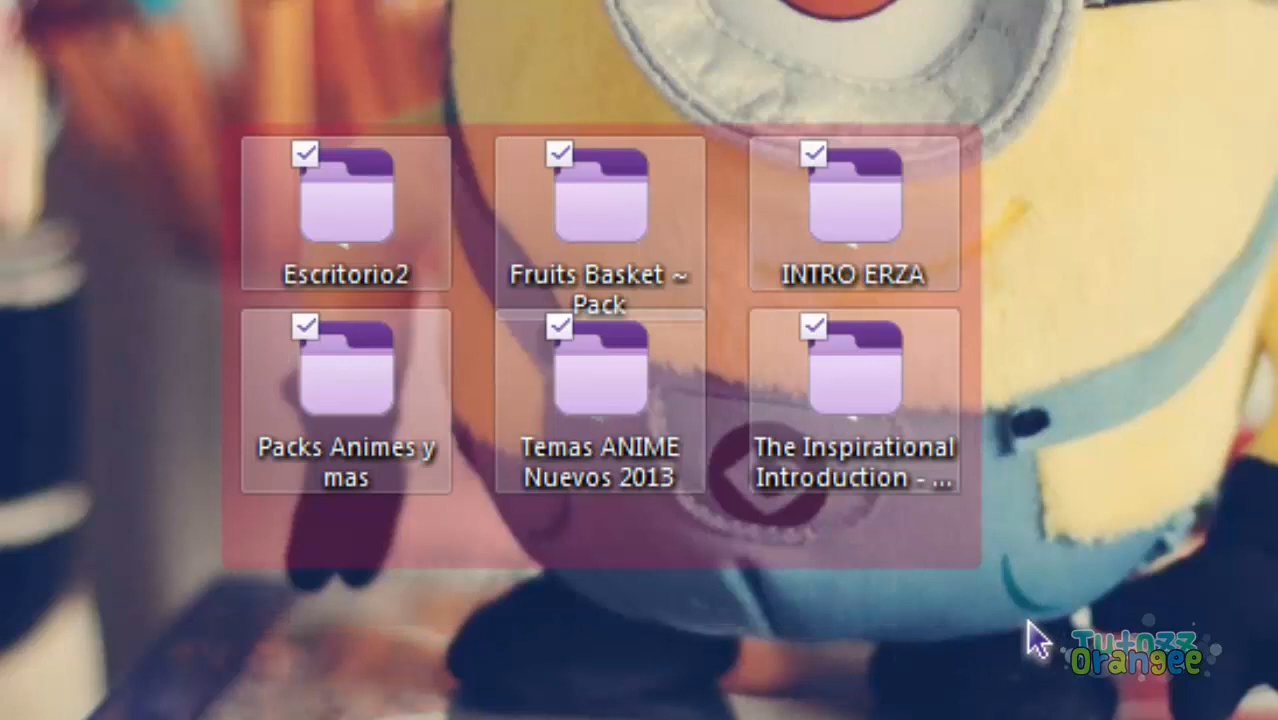 Escritorio2
Fruits Basket ~
Pack
INTRO ERZA
Packs Animes y
mas
Temas ANIME
Nuevos 2013
The Inspirational
Introduction - ...
Tutozz
Orangee